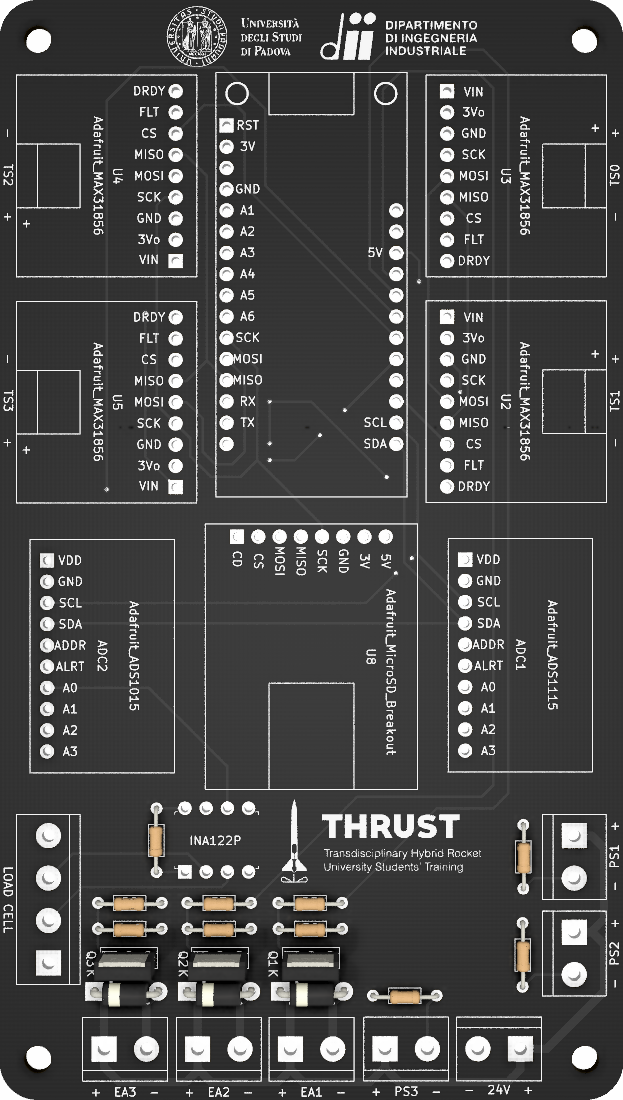 UNIVERSITÀ
DEGLI STUDI
DI PADOVA
dii
DIPARTIMENTO
DI INGEGNERIA
INDUSTRIALE
- TS2 +
+
Adafruit_MAX31856
U4
DRDY
FLT
CS
MISO
MOSI
SCK
GND
3Vo
VIN
RST
3V
GND
A1
A2
A3
A4
A5
A6
SCK
MOSI
MISO
RX
TX
5V
SCL
SDA
VIN
3Vo
GND
SCK
MOSI
MISO
CS
FLT
DRDY
U3
Adafruit_MAX31856
+
+ TS0 -
- TS3 +
+
Adafruit_MAX31856
U5
DRDY
FLT
CS
MISO
MOSI
SCK
GND
3Vo
VIN
VIN
3Vo
GND
SCK
MOSI
MISO
CS
FLT
DRDY
U2
Adafruit_MAX31856
+
+ TS1 -
VDD
GND
SCL
SDA
ADDR
ALRT
A0
A1
A2
A3
ADC2
Adafruit_ADS1015
CD
CS
MOSI
MISO
SCK
GND
3V
5V
U8
Adafruit_MicroSD_Breakout
VDD
GND
SCL
SDA
ADDR
ALRT
A0
A1
A2
A3
ADC1
Adafruit_ADS1115
LOAD CELL
INA122P
THRUST
Transdisciplinary Hybrid Rocket
University Students' Training
+ PS1 -
+ PS2 -
Q3
K
Q2
K
Q1
K
+ EA3 -
+ EA2 -
+ EA1 -
+ PS3 -
- 24V +